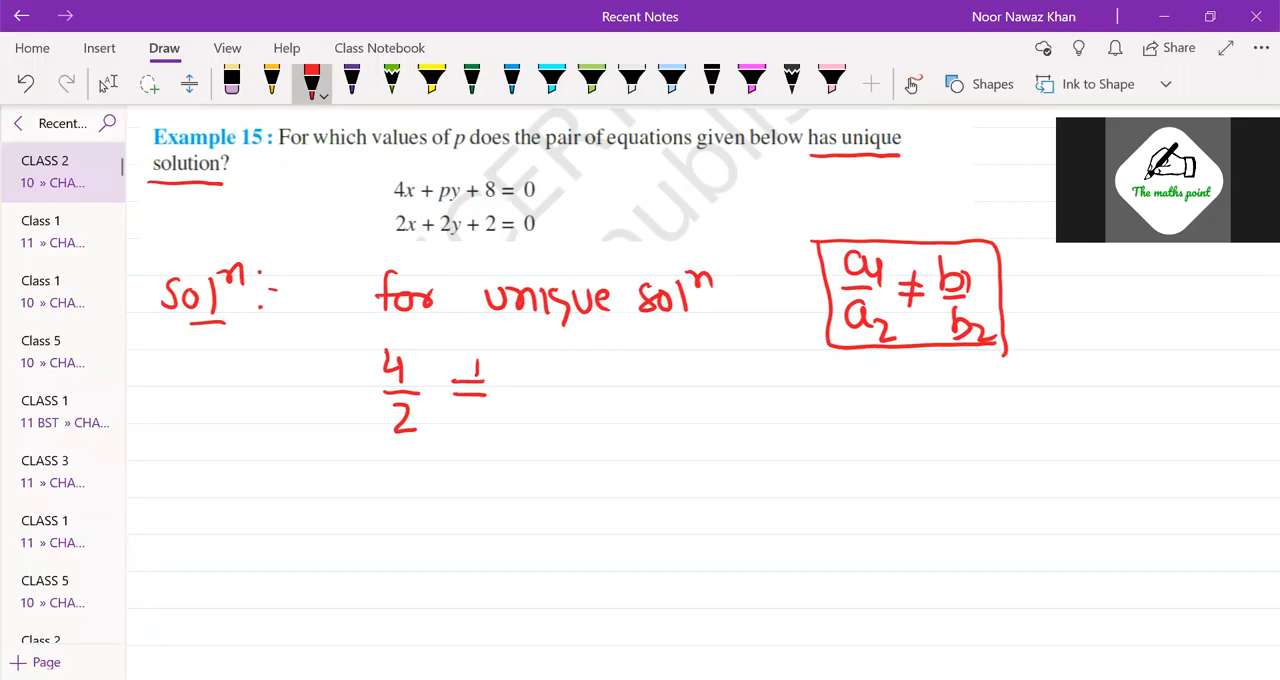 Recent Notes
Noor Nawaz Khan
Home Insert Draw View Help Class Notebook
Share
Shapes
Ink to Shape
Recent...
CLASS 2
10 » CHA...
Class 1
11 » CHA...
Class 1
10 » CHA...
Class 5
10 » CHA...
CLASS 1
11 BST » CHA...
CLASS 3
11 » CHA...
CLASS 1
11 » CHA...
CLASS 5
10 » CHA...
Class 2
Page
Example 15 : For which values of p does the pair of equations given below has unique
solution?
4x + py + 8 = 0
2x + 2y + 2 = 0
The maths point
Solⁿ :- for unique solⁿ
a1/a2 ≠ b1/b2
4/2 =